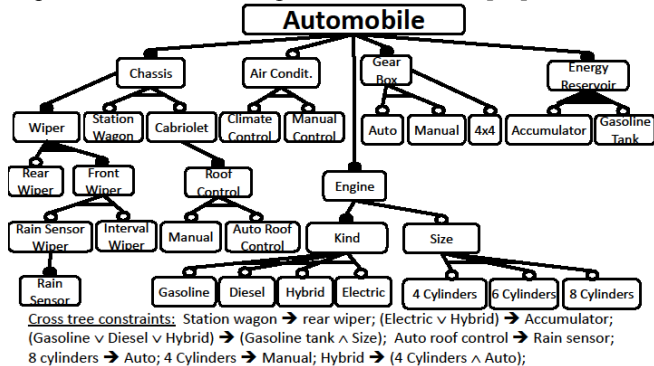 Automobile
Chassis
Air Condit.
Gear
Box
Energy
Reservoir
Wiper
Station
Wagon
Cabriolet
Climate
Control
Manual
Control
Auto
Manual
4x4
Accumulator
Gasoline
Tank
Rear
Wiper
Front
Wiper
Roof
Control
Engine
Rain Sensor
Wiper
Interval
Wiper
Manual
Auto Roof
Control
Kind
Size
Rain
Sensor
Gasoline
Diesel
Hybrid
Electric
4 Cylinders
6 Cylinders
8 Cylinders
Cross tree constraints: Station wagon ➔ rear wiper; (Electric ∨ Hybrid) ➔ Accumulator;
(Gasoline ∨ Diesel ∨ Hybrid) ➔ (Gasoline tank ∧ Size); Auto roof control ➔ Rain sensor;
8 cylinders ➔ Auto; 4 Cylinders ➔ Manual; Hybrid ➔ (4 Cylinders ∧ Auto);